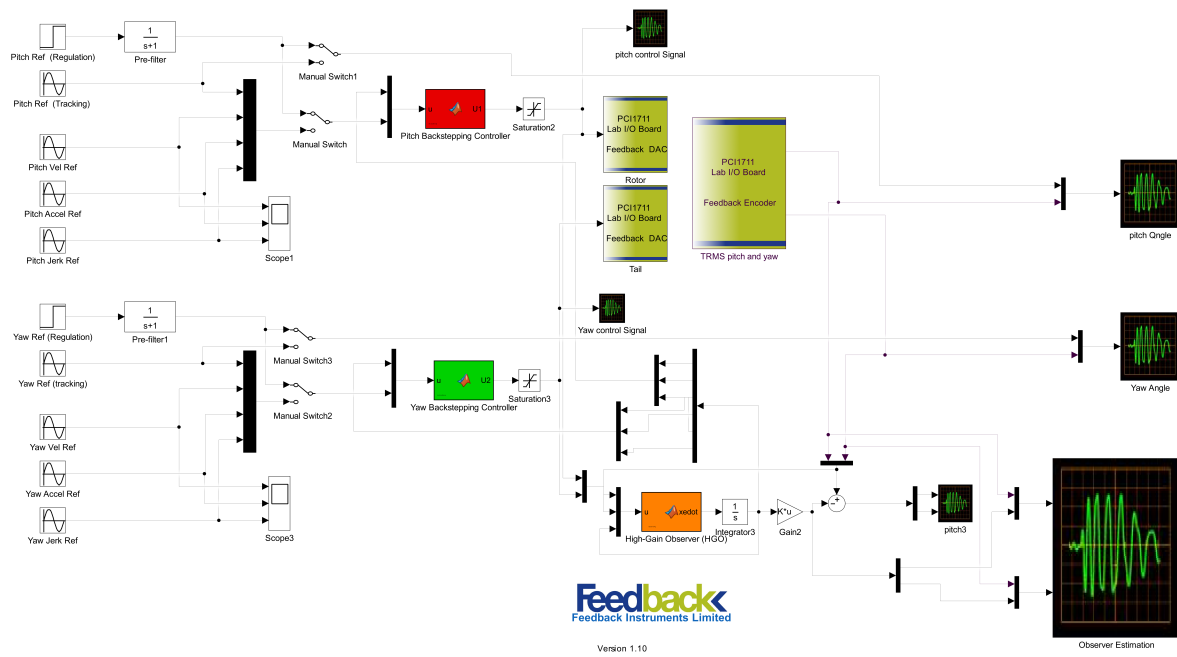 Pitch Ref (Regulation)
1
s+1
Pre-filter
Pitch Ref (Tracking)
Manual Switch1
Pitch Vel Ref
Manual Switch
Pitch Accel Ref
Pitch Jerk Ref
Scope1
u
U1
...
Pitch Backstepping Controller
Saturation2
pitch control Signal
PCI1711
Lab I/O Board
Feedback DAC
Rotor
PCI1711
Lab I/O Board
Feedback DAC
Tail
PCI1711
Lab I/O Board
Feedback Encoder
TRMS pitch and yaw
pitch Qngle
Yaw Ref (Regulation)
1
s+1
Pre-filter1
Yaw Ref (tracking)
Manual Switch3
Yaw Vel Ref
Manual Switch2
Yaw Accel Ref
Yaw Jerk Ref
Scope3
u
U2
...
Yaw Backstepping Controller
Saturation3
Yaw control Signal
Yaw Angle
u
xedot
...
High-Gain Observer (HGO)
1
s
Integrator3
K*u
Gain2
pitch3
Observer Estimation
Feedback
Feedback Instruments Limited
Version 1.10